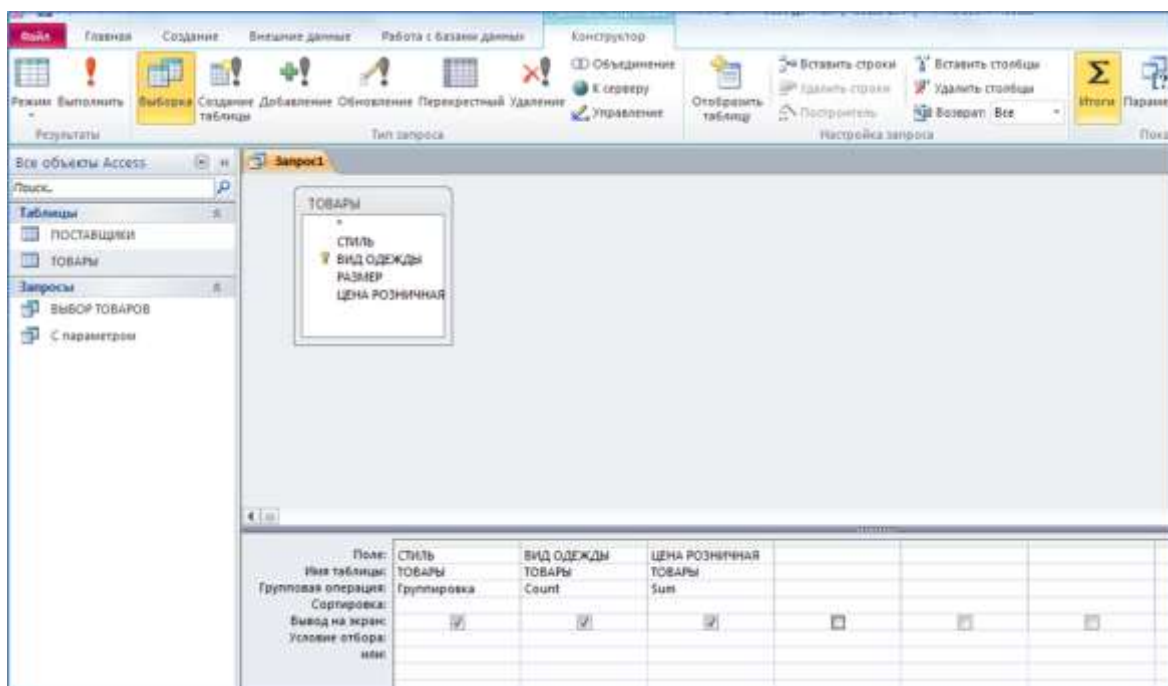 Файл Главная Создание Внешние данные Работа с базами данных Конструктор
Режим Выполнить Выборка Создание таблицы Добавление Обновление Перекрестный Удаление
Объединение
К серверу
Управление
Отобразить таблицу
Вставить строки
Удалить строки
Построитель
Вставить столбцы
Удалить столбцы
Возврат: Все
Итоги
Результаты Тип запроса Настройка запроса
Все объекты Access
Поиск...
Таблицы
ПОСТАВЩИКИ
ТОВАРЫ
Запросы
ВЫБОР ТОВАРОВ
С параметром
Запрос1
ТОВАРЫ
*
СТИЛЬ
ВИД ОДЕЖДЫ
РАЗМЕР
ЦЕНА РОЗНИЧНАЯ
Поле: СТИЛЬ ВИД ОДЕЖДЫ ЦЕНА РОЗНИЧНАЯ
Имя таблицы: ТОВАРЫ ТОВАРЫ ТОВАРЫ
Групповая операция: Группировка Count Sum
Сортировка:
Вывод на экран:
Условие отбора:
или: